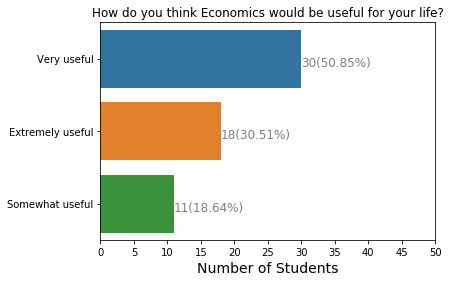 How do you think Economics would be useful for your life?
Very useful
30(50.85%)
Extremely useful
18(30.51%)
Somewhat useful
11(18.64%)
0 5 10 15 20 25 30 35 40 45 50
Number of Students